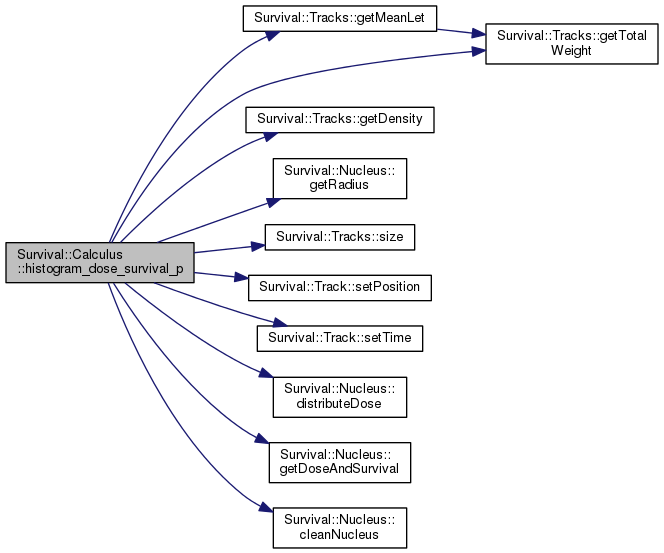 Survival::Tracks::getMeanLet
Survival::Tracks::getTotal
Weight
Survival::Tracks::getDensity
Survival::Nucleus::
getRadius
Survival::Tracks::size
Survival::Calculus
::histogram_dose_survival_p
Survival::Track::setPosition
Survival::Track::setTime
Survival::Nucleus::
distributeDose
Survival::Nucleus::
getDoseAndSurvival
Survival::Nucleus::
cleanNucleus